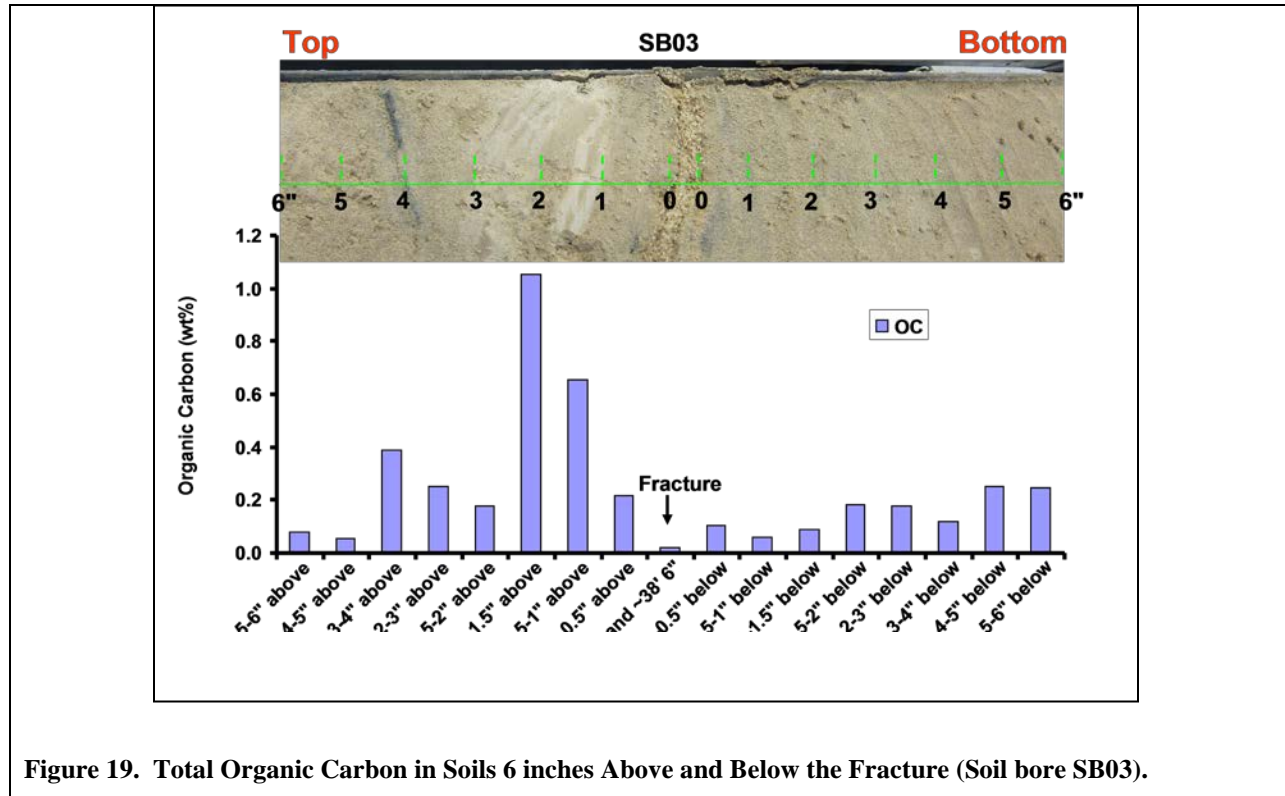 Top SB03 Bottom
6" 5 4 3 2 1 0 0 1 2 3 4 5 6"
1.2
1.0
0.8
0.6
0.4
0.2
0.0
Organic Carbon (wt%)
OC
Fracture
5-6" above
4-5" above
3-4" above
2-3" above
5-2" above
1.5" above
5-1" above
0.5" above
and ~38' 6"
0.5" below
5-1" below
-1.5" below
5-2" below
2-3" below
3-4" below
4-5" below
5-6" below
Figure 19. Total Organic Carbon in Soils 6 inches Above and Below the Fracture (Soil bore SB03).